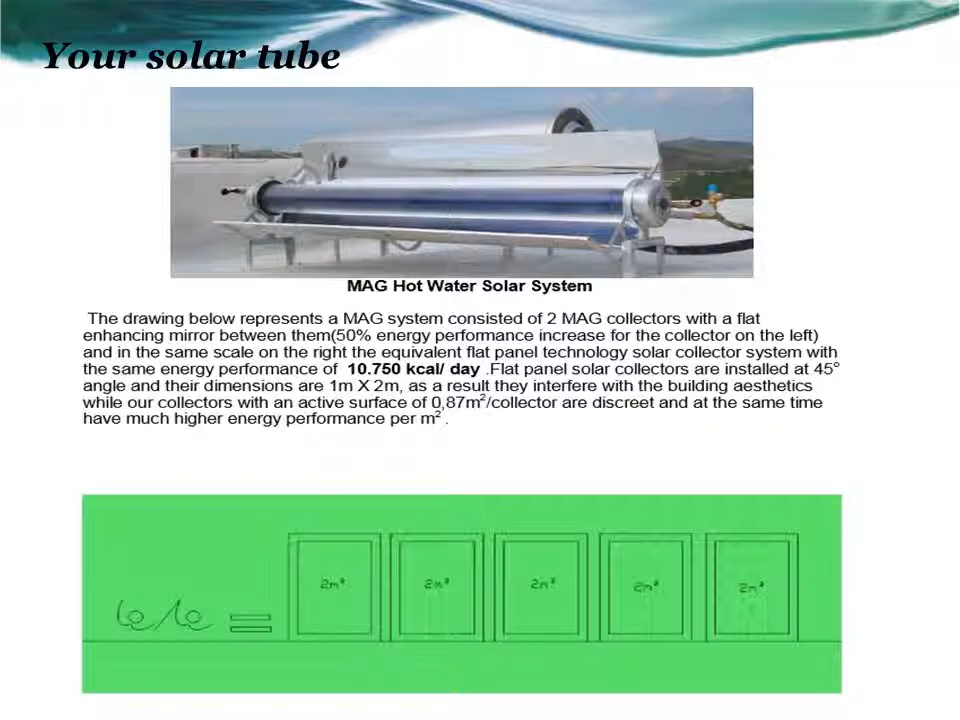 Your solar tube
MAG Hot Water Solar System
The drawing below represents a MAG system consisted of 2 MAG collectors with a flat
enhancing mirror between them(50% energy performance increase for the collector on the left)
and in the same scale on the right the equivalent flat panel technology solar collector system with
the same energy performance of 10.750 kcal/ day .Flat panel solar collectors are installed at 45°
angle and their dimensions are 1m X 2m, as a result they interfere with the building aesthetics
while our collectors with an active surface of 0,87m²/collector are discreet and at the same time
have much higher energy performance per m² .
2m² 2m² 2m² 2m² 2m²